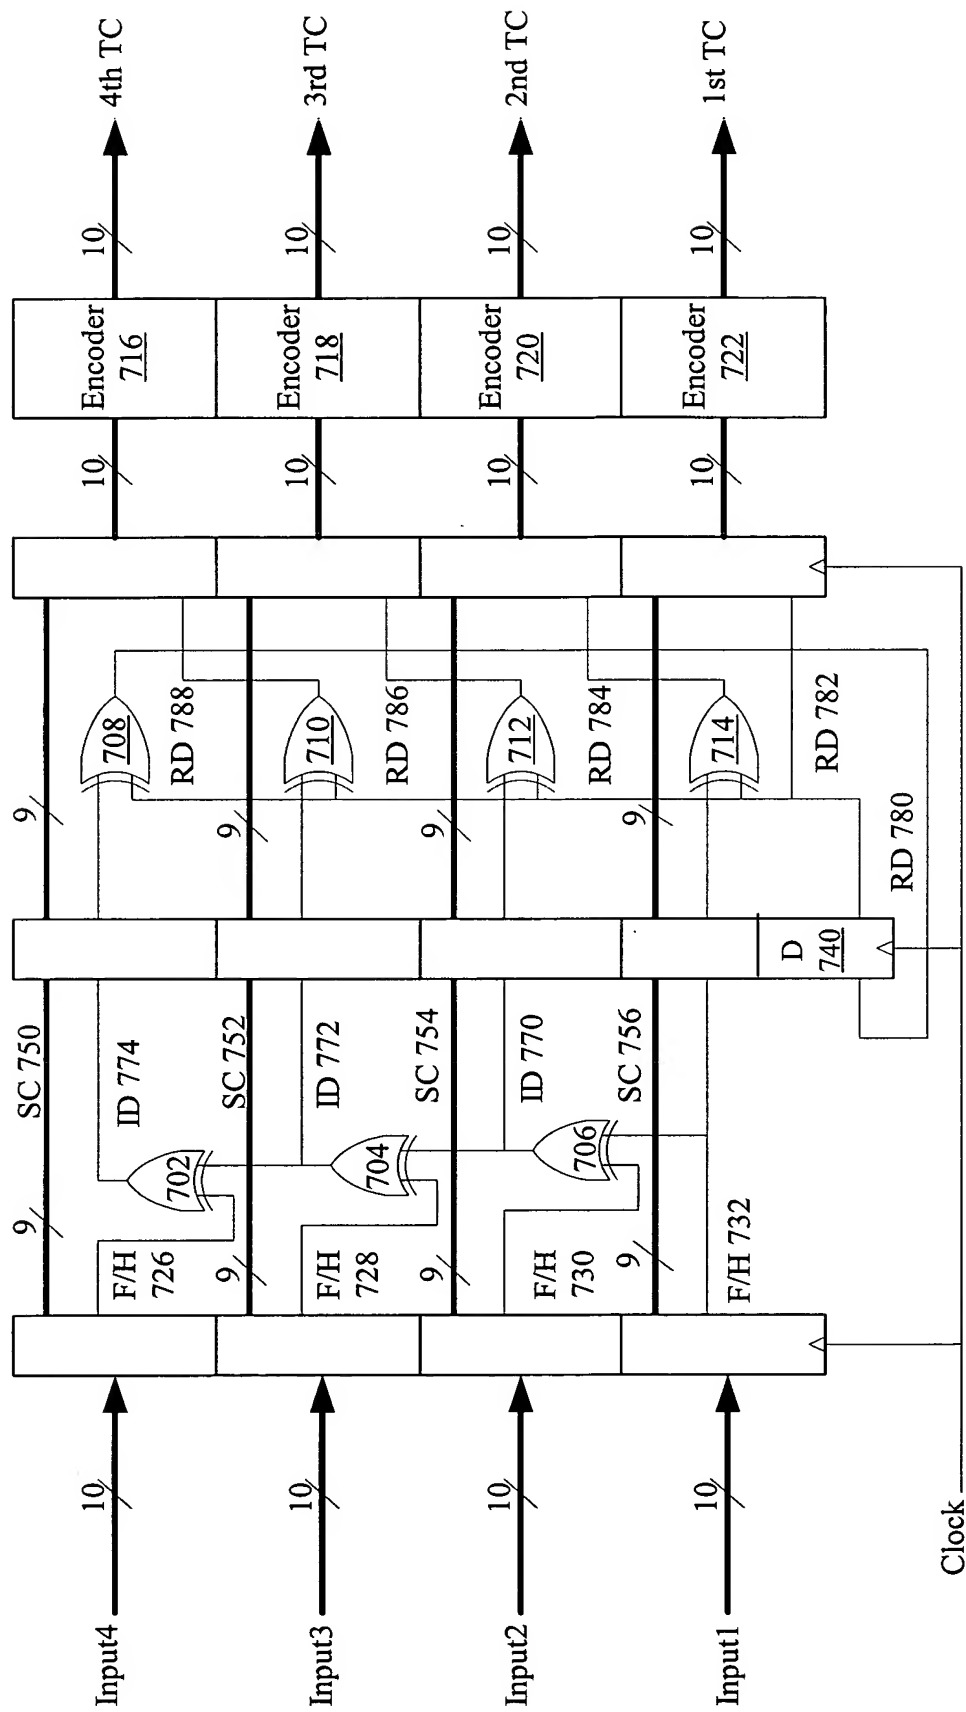 Input4
Input3
Input2
Input1
10
10
10
10
F/H
726
F/H
728
F/H
730
F/H 732
9
9
9
9
702
704
706
SC 750
ID 774
SC 752
ID 772
SC 754
ID 770
SC 756
D
740
9
9
9
9
RD 780
708
RD 788
710
RD 786
712
RD 784
714
RD 782
10
10
10
10
Encoder
716
Encoder
718
Encoder
720
Encoder
722
10
10
10
10
4th TC
3rd TC
2nd TC
1st TC
Clock